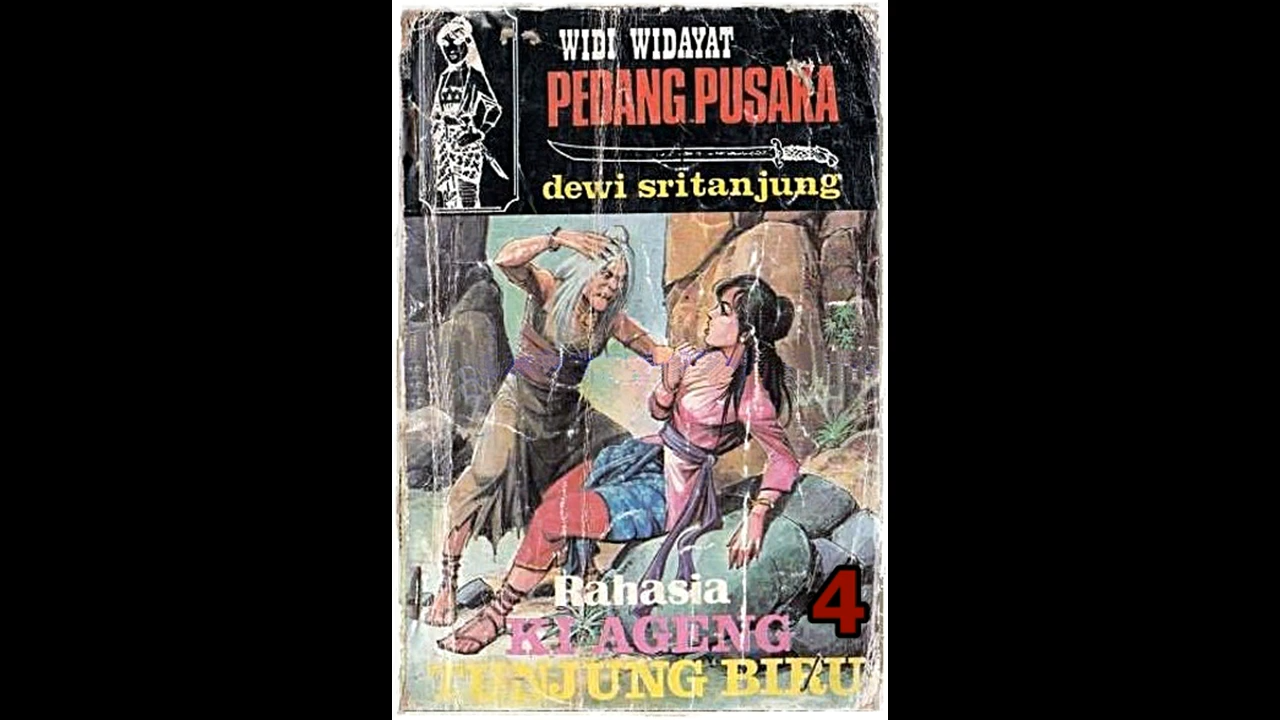 WIDI WIDAYAT
PEDANG PUSAKA
dewi sritanjung
Rahasia
4
KI AGENG
TUNJUNG BIRU